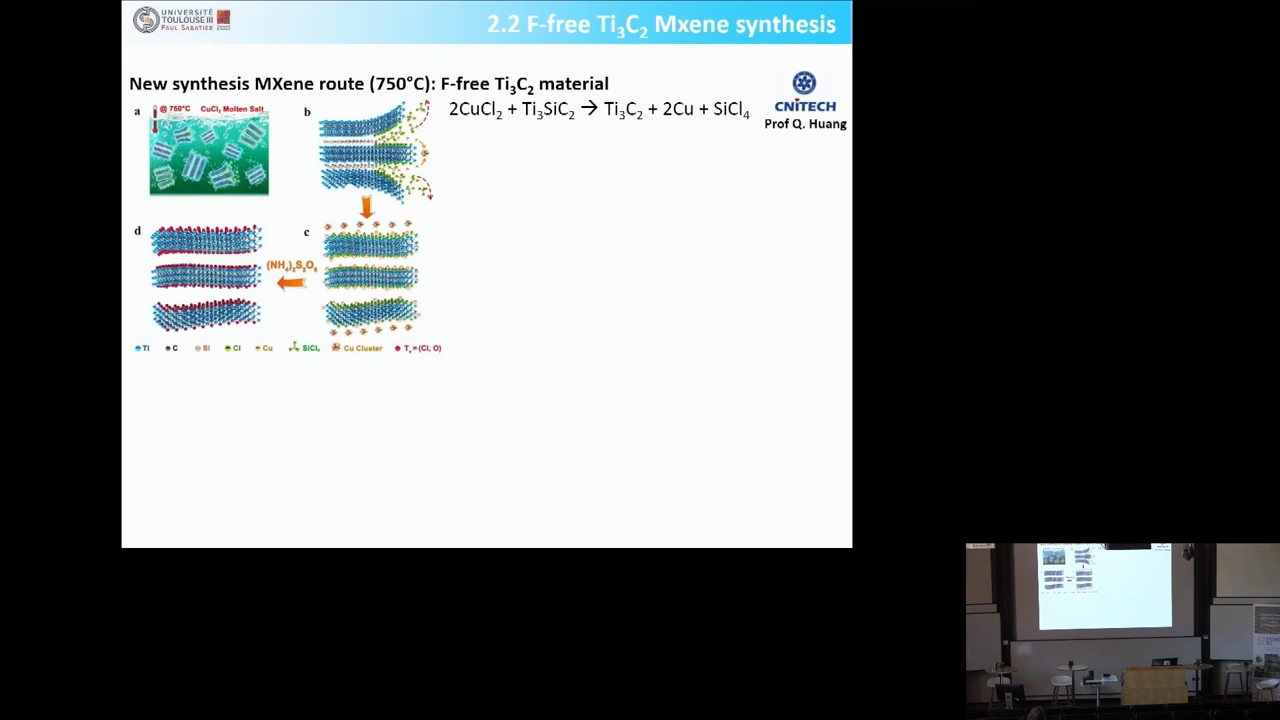 UNIVERSITÉ
TOULOUSE III
PAUL SABATIER
2.2 F-free Ti3C2 Mxene synthesis
New synthesis MXene route (750°C): F-free Ti3C2 material
2CuCl2 + Ti3SiC2 → Ti3C2 + 2Cu + SiCl4
CNITECH
Prof Q. Huang
a
@ 750°C CuCl2 Molten Salt
b
d
c
(NH4)2S2O8
Ti C Si Cl Cu SiCl4 Cu Cluster Tx = (Cl, O)